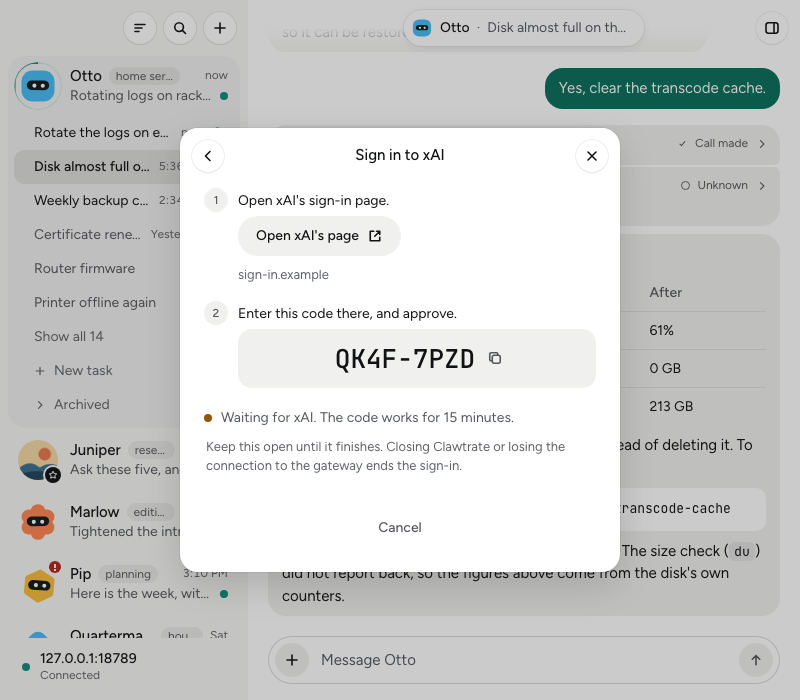 so it can be restor
Otto · Disk almost full on th...
Yes, clear the transcode cache.
Otto home ser... now
Rotating logs on rack...
Rotate the logs on e...
Disk almost full o... 5:36
Weekly backup c... 2:34
Certificate rene... Yeste
Router firmware
Printer offline again
Show all 14
+ New task
Archived
Juniper rese...
Ask these five, an
Marlow editi...
Tightened the intr
Pip planning 3:10 PM
Here is the week, wit...
Quarterma hou... Sat
127.0.0.1:18789
Connected
Call made
Unknown
After
61%
0 GB
213 GB
ead of deleting it. To
transcode-cache
The size check ( du )
did not report back, so the figures above come from the disk's own
counters.
Message Otto
Sign in to xAI
1 Open xAI's sign-in page.
Open xAI's page
sign-in.example
2 Enter this code there, and approve.
QK4F-7PZD
Waiting for xAI. The code works for 15 minutes.
Keep this open until it finishes. Closing Clawtrate or losing the
connection to the gateway ends the sign-in.
Cancel